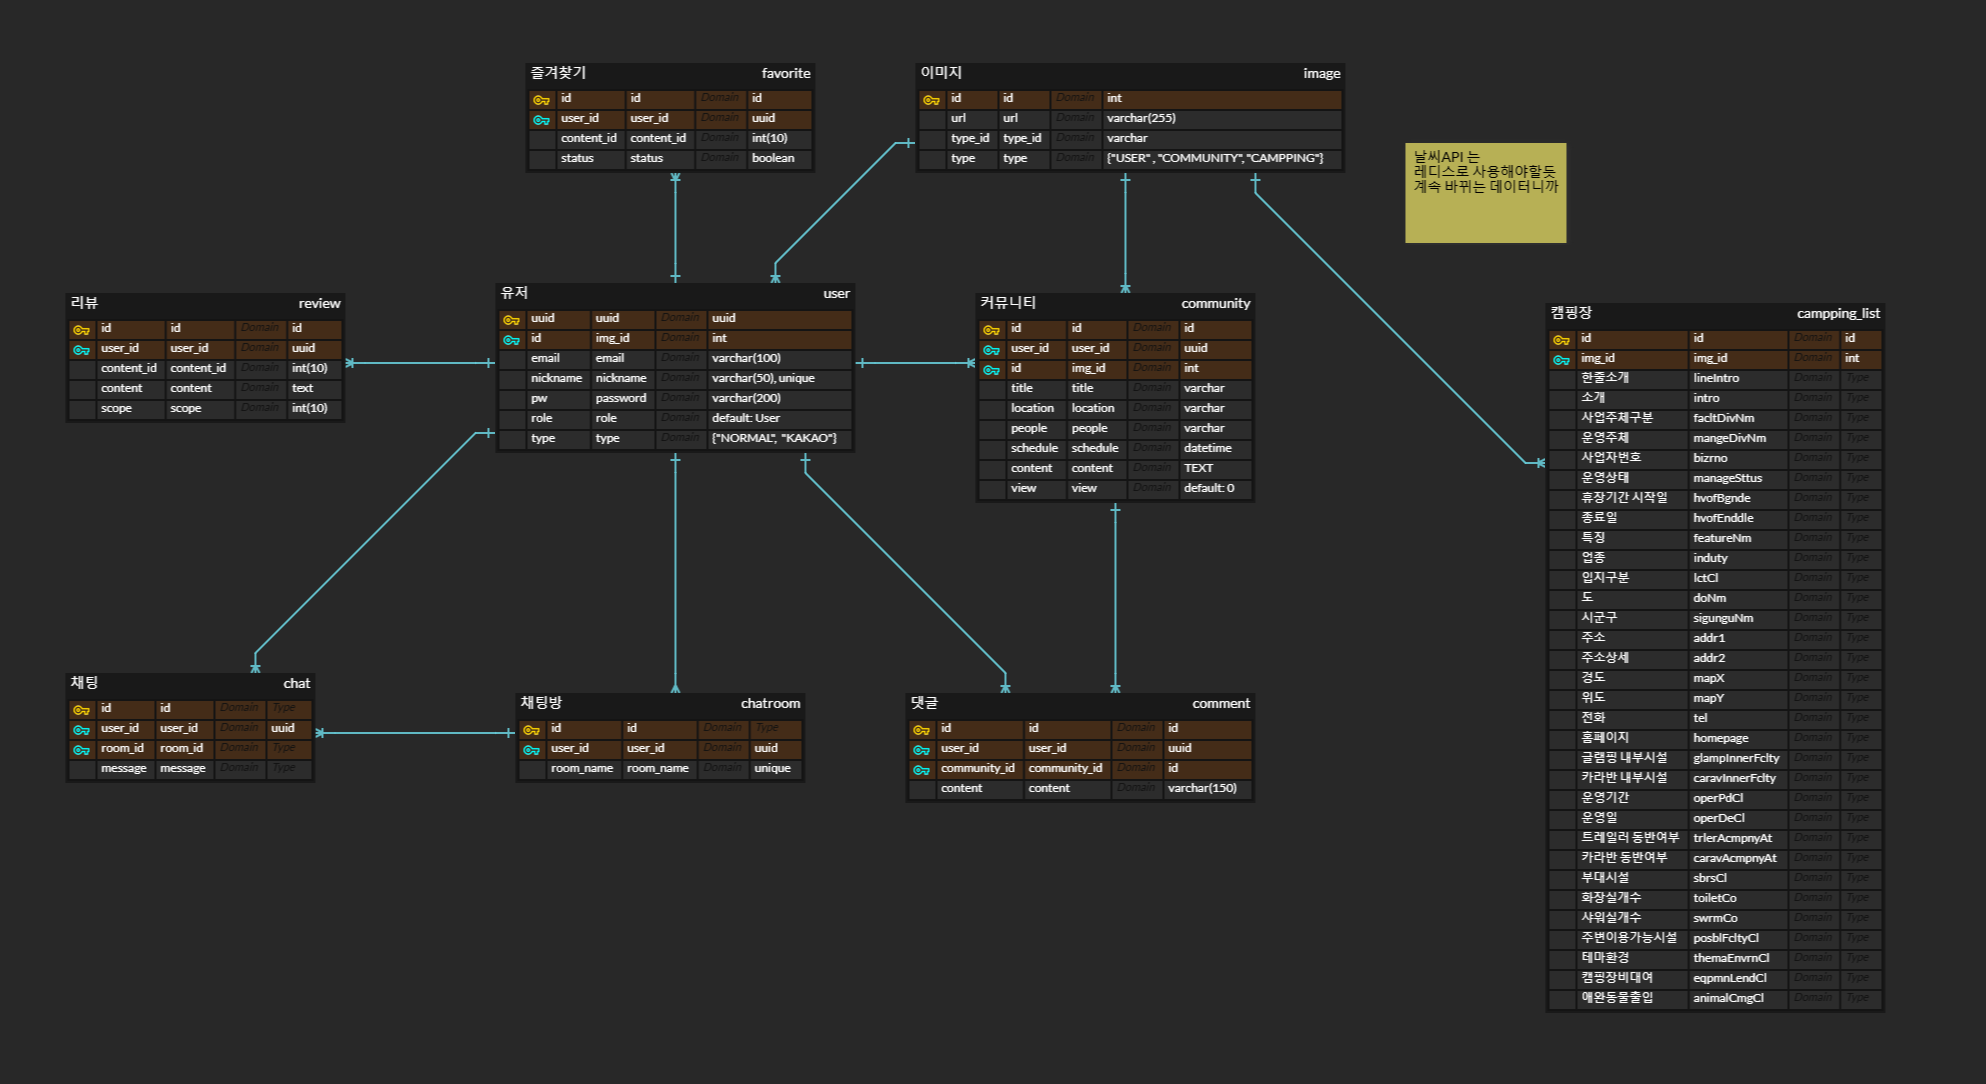 즐겨찾기 favorite
id id Domain id
user_id user_id Domain uuid
content_id content_id Domain int(10)
status status Domain boolean
이미지 image
id id Domain int
url url Domain varchar(255)
type_id type_id Domain varchar
type type Domain {"USER" , "COMMUNITY","CAMPPING"}
날씨API 는
레디스로 사용해야할듯
계속 바뀌는 데이터니까
리뷰 review
id id Domain id
user_id user_id Domain uuid
content_id content_id Domain int(10)
content content Domain text
scope scope Domain int(10)
유저 user
uuid uuid Domain uuid
id img_id Domain int
email email Domain varchar(100)
nickname nickname Domain varchar(50), unique
pw password Domain varchar(200)
role role Domain default: User
type type Domain {"NORMAL", "KAKAO"}
커뮤니티 community
id id Domain id
user_id user_id Domain uuid
id img_id Domain int
title title Domain varchar
location location Domain varchar
people people Domain varchar
schedule schedule Domain datetime
content content Domain TEXT
view view Domain default: 0
캠핑장 campping_list
id id Domain id
img_id img_id Domain int
한줄소개 lineIntro Domain Type
소개 intro Domain Type
사업주체구분 facltDivNm Domain Type
운영주체 mangeDivNm Domain Type
사업자번호 bizrno Domain Type
운영상태 manageSttus Domain Type
휴장기간 시작일 hvofBgnde Domain Type
종료일 hvofEnddle Domain Type
특징 featureNm Domain Type
업종 induty Domain Type
입지구분 lctCl Domain Type
도 doNm Domain Type
시군구 sigunguNm Domain Type
주소 addr1 Domain Type
주소상세 addr2 Domain Type
경도 mapX Domain Type
위도 mapY Domain Type
전화 tel Domain Type
홈페이지 homepage Domain Type
글램핑 내부시설 glampInnerFclty Domain Type
카라반 내부시설 caravInnerFclty Domain Type
운영기간 operPdCl Domain Type
운영일 operDeCl Domain Type
트레일러 동반여부 trlerAcmpnyAt Domain Type
카라반 동반여부 caravAcmpnyAt Domain Type
부대시설 sbrsCl Domain Type
화장실개수 toiletCo Domain Type
샤워실개수 swrmCo Domain Type
주변이용가능시설 posblFcltyCl Domain Type
테마환경 themaEnvrnCl Domain Type
캠핑장비대여 eqpmnLendCl Domain Type
애완동물출입 animalCmgCl Domain Type
채팅 chat
id id Domain Type
user_id user_id Domain uuid
room_id room_id Domain Type
message message Domain Type
채팅방 chatroom
id id Domain Type
user_id user_id Domain uuid
room_name room_name Domain unique
댓글 comment
id id Domain id
user_id user_id Domain uuid
community_id community_id Domain id
content content Domain varchar(150)